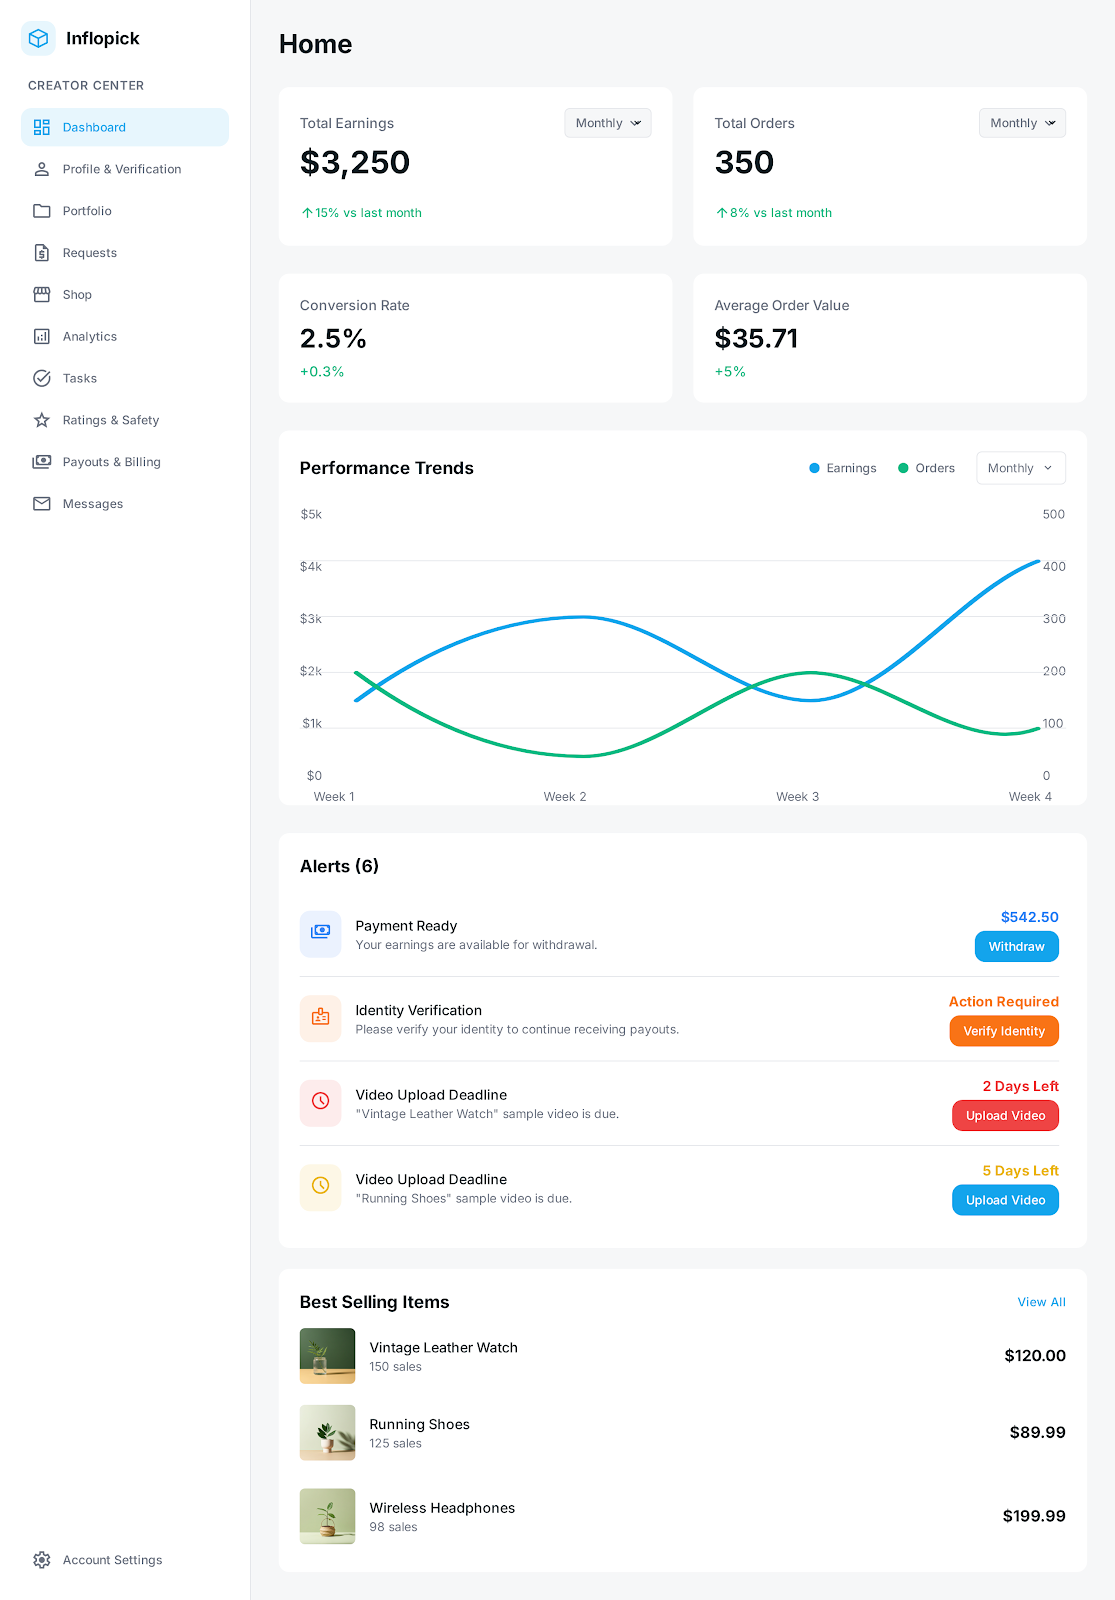 Inflopick
CREATOR CENTER
Dashboard
Profile & Verification
Portfolio
Requests
Shop
Analytics
Tasks
Ratings & Safety
Payouts & Billing
Messages
Account Settings
Home
Total Earnings
Monthly
$3,250
15% vs last month
Total Orders
Monthly
350
8% vs last month
Conversion Rate
2.5%
+0.3%
Average Order Value
$35.71
+5%
Performance Trends
Earnings
Orders
Monthly
$5k
$4k
$3k
$2k
$1k
$0
500
400
300
200
100
0
Week 1
Week 2
Week 3
Week 4
Alerts (6)
Payment Ready
Your earnings are available for withdrawal.
$542.50
Withdraw
Identity Verification
Please verify your identity to continue receiving payouts.
Action Required
Verify Identity
Video Upload Deadline
"Vintage Leather Watch" sample video is due.
2 Days Left
Upload Video
Video Upload Deadline
"Running Shoes" sample video is due.
5 Days Left
Upload Video
Best Selling Items
View All
Vintage Leather Watch
150 sales
$120.00
Running Shoes
125 sales
$89.99
Wireless Headphones
98 sales
$199.99